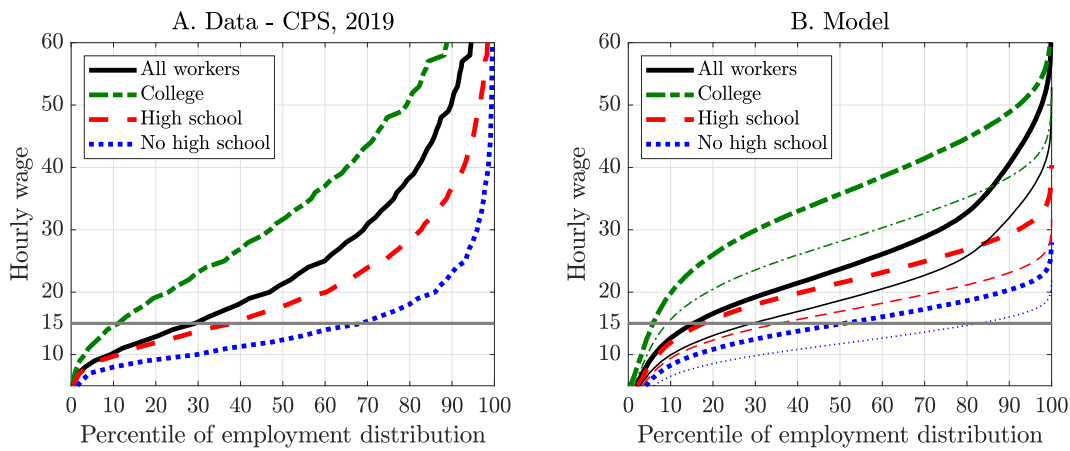 A. Data - CPS, 2019
60
50
40
30
20
15
10
Hourly wage
All workers
College
High school
No high school
0 10 20 30 40 50 60 70 80 90 100
Percentile of employment distribution
B. Model
60
50
40
30
20
15
10
Hourly wage
All workers
College
High school
No high school
0 10 20 30 40 50 60 70 80 90 100
Percentile of employment distribution